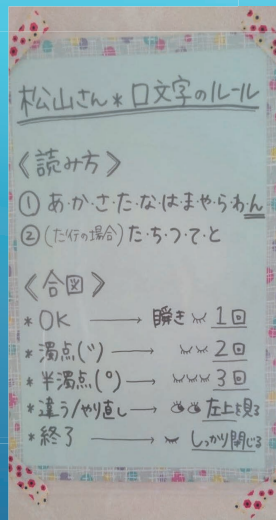 松山さん*口文字のルール
《読み方》
① あ・か・さ・た・な・は・ま・や・ら・わ・ん
② (た行の場合) た・ち・つ・て・と
《合図》
* OK → 瞬き 1回
* 濁点(〃) → 2回
* 半濁点(°) → 3回
* 違う/やり直し → 左上を見る
* 終了 → しっかり閉じる